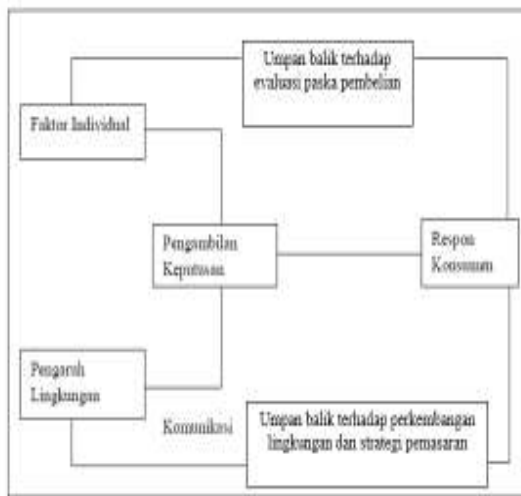 Umpan balik terhadap
evaluasi paska pembelian
Faktor Individual
Pengambilan
Keputusan
Respon
Konsumen
Pengaruh
Lingkungan
Komunikasi
Umpan balik terhadap perkembangan
lingkungan dan strategi pemasaran